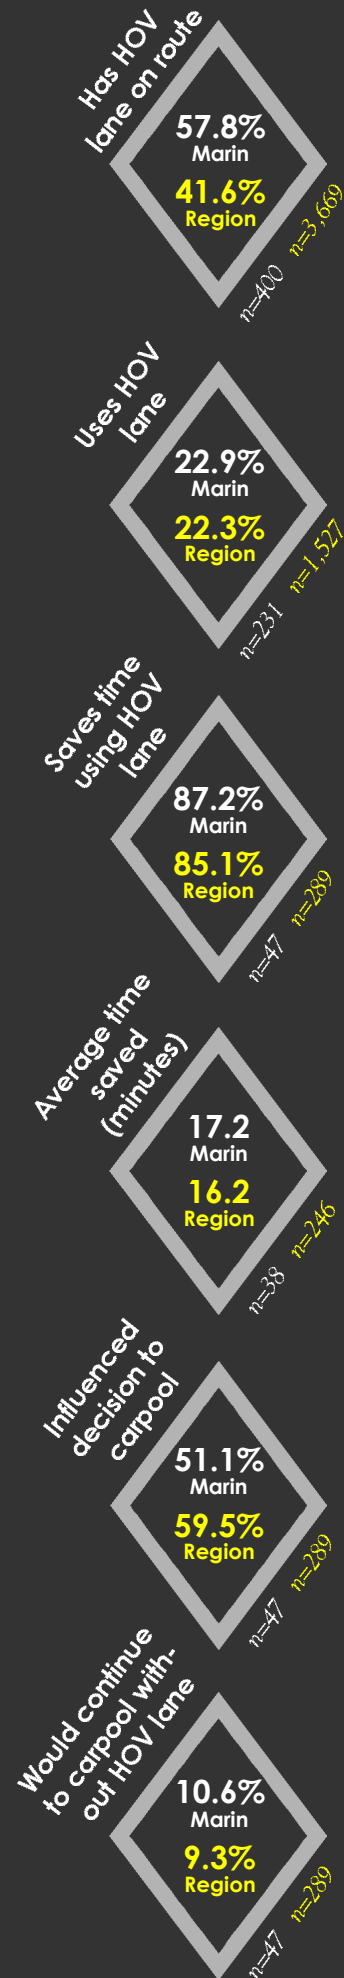 Has HOV
lane on route
57.8%
Marin
41.6%
Region
n=400
n=3,669
Uses HOV
lane
22.9%
Marin
22.3%
Region
n=231
n=1,527
Saves time
using HOV
lane
87.2%
Marin
85.1%
Region
n=47
n=289
Average time
saved
(minutes)
17.2
Marin
16.2
Region
n=38
n=246
Influenced
decision to
carpool
51.1%
Marin
59.5%
Region
n=47
n=289
Would continue
to carpool with-
out HOV lane
10.6%
Marin
9.3%
Region
n=47
n=289